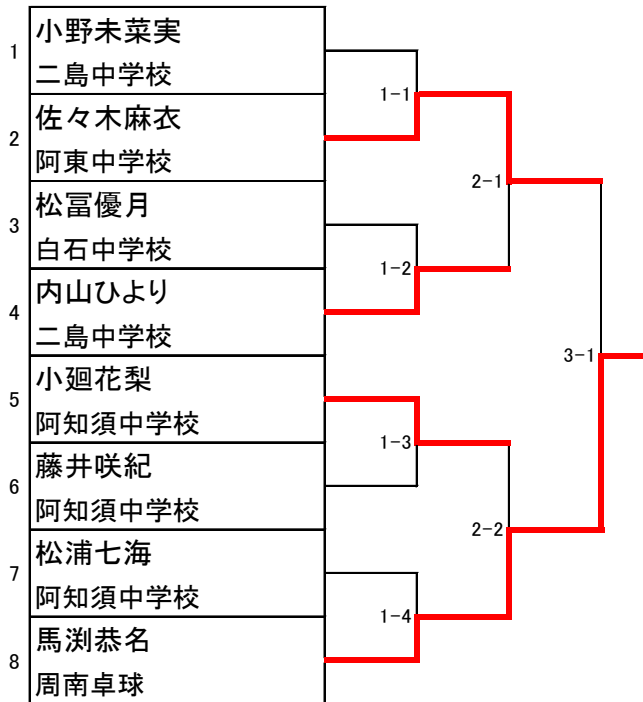 1
小野未菜実
二島中学校
2
佐々木麻衣
阿東中学校
3
松冨優月
白石中学校
4
内山ひより
二島中学校
5
小廻花梨
阿知須中学校
6
藤井咲紀
阿知須中学校
7
松浦七海
阿知須中学校
8
馬渕恭名
周南卓球
1-1
1-2
1-3
1-4
2-1
2-2
3-1